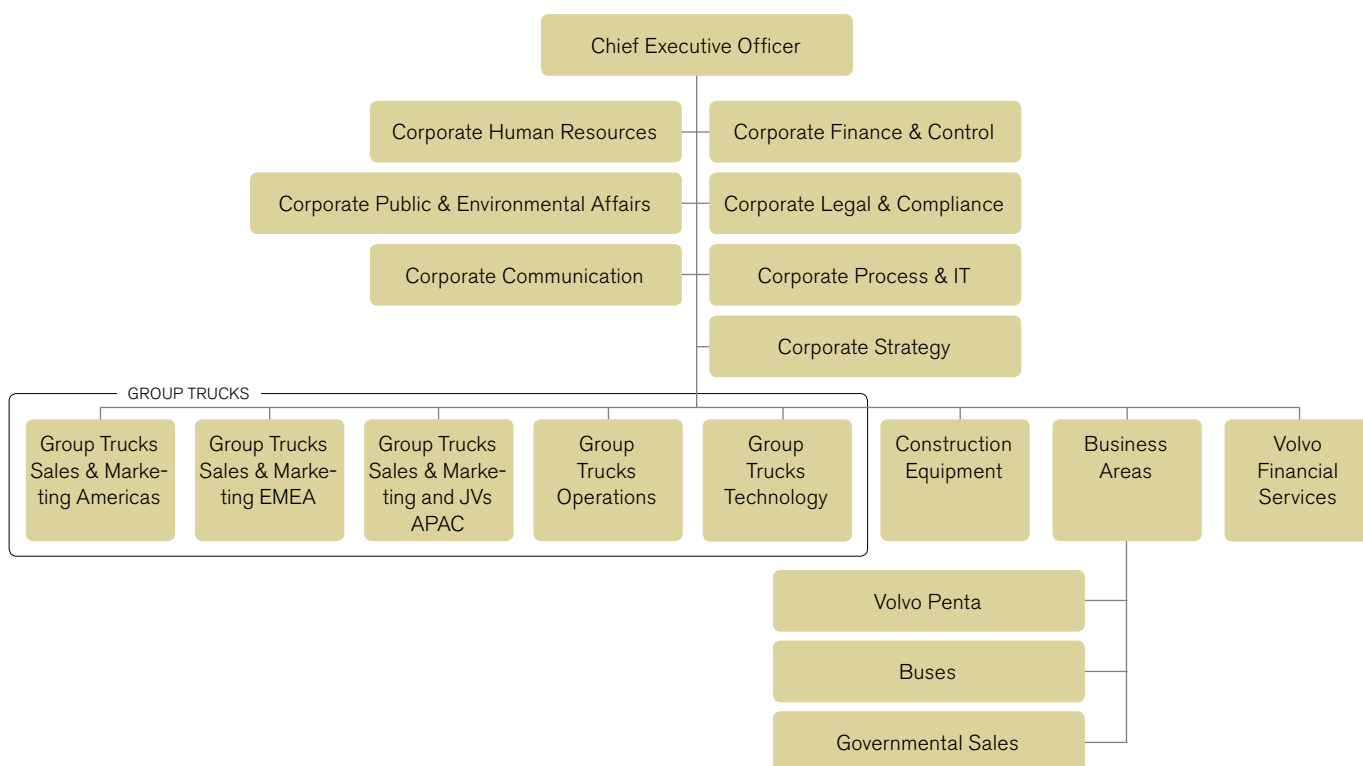 Chief Executive Officer
Corporate Human Resources
Corporate Finance & Control
Corporate Public & Environmental Affairs
Corporate Legal & Compliance
Corporate Communication
Corporate Process & IT
Corporate Strategy
GROUP TRUCKS
Group Trucks
Sales & Marke-
ting Americas
Group Trucks
Sales & Marke-
ting EMEA
Group Trucks
Sales & Marke-
ting and JVs
APAC
Group
Trucks
Operations
Group
Trucks
Technology
Construction
Equipment
Business
Areas
Volvo
Financial
Services
Volvo Penta
Buses
Governmental Sales